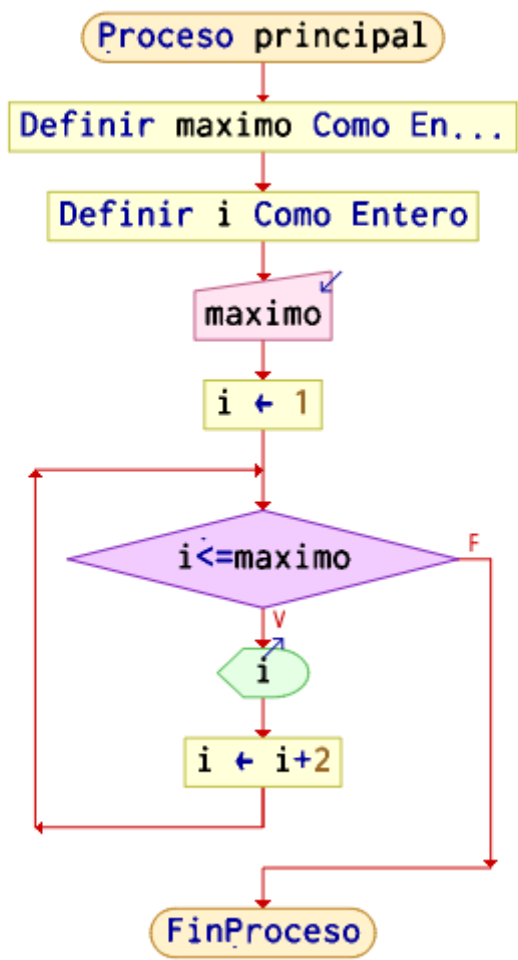 Proceso principal
Definir maximo Como En...
Definir i Como Entero
maximo
i ← 1
i<=maximo
F
V
i
i ← i+2
FinProceso